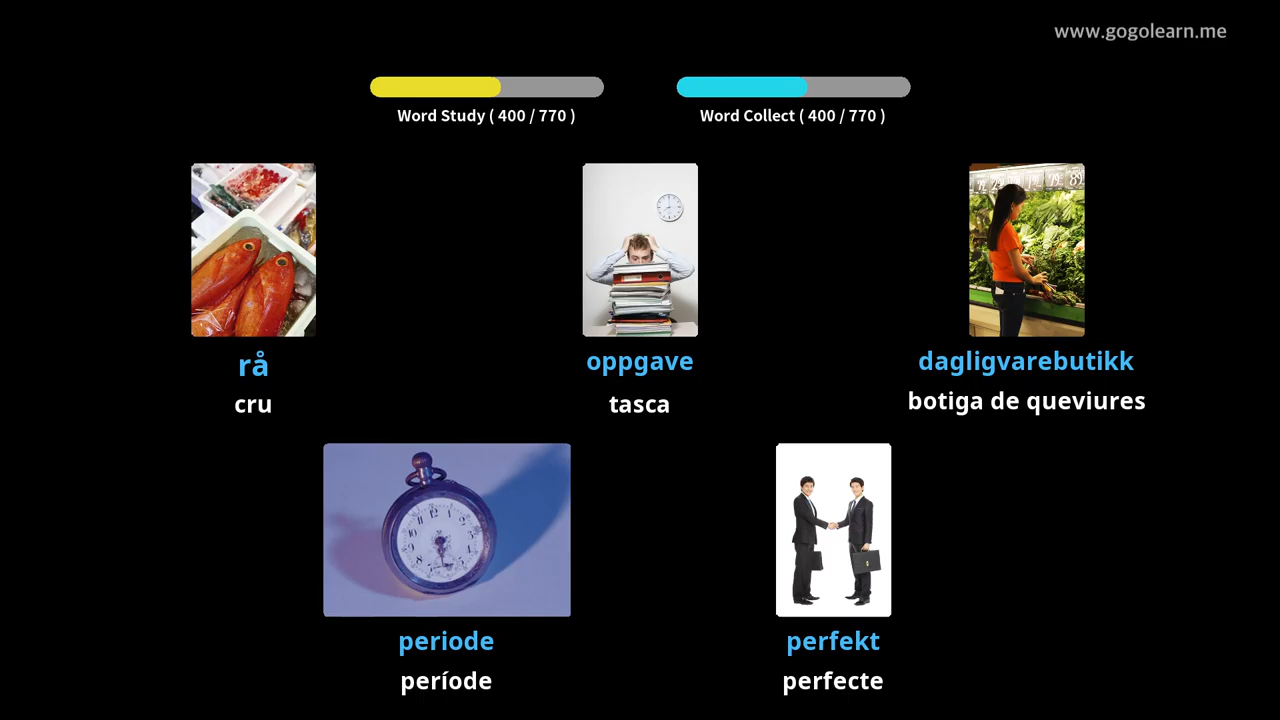 www.gogolearn.me
Word Study ( 400 / 770 )
Word Collect ( 400 / 770 )
rå
cru
oppgave
tasca
dagligvarebutikk
botiga de queviures
periode
període
perfekt
perfecte